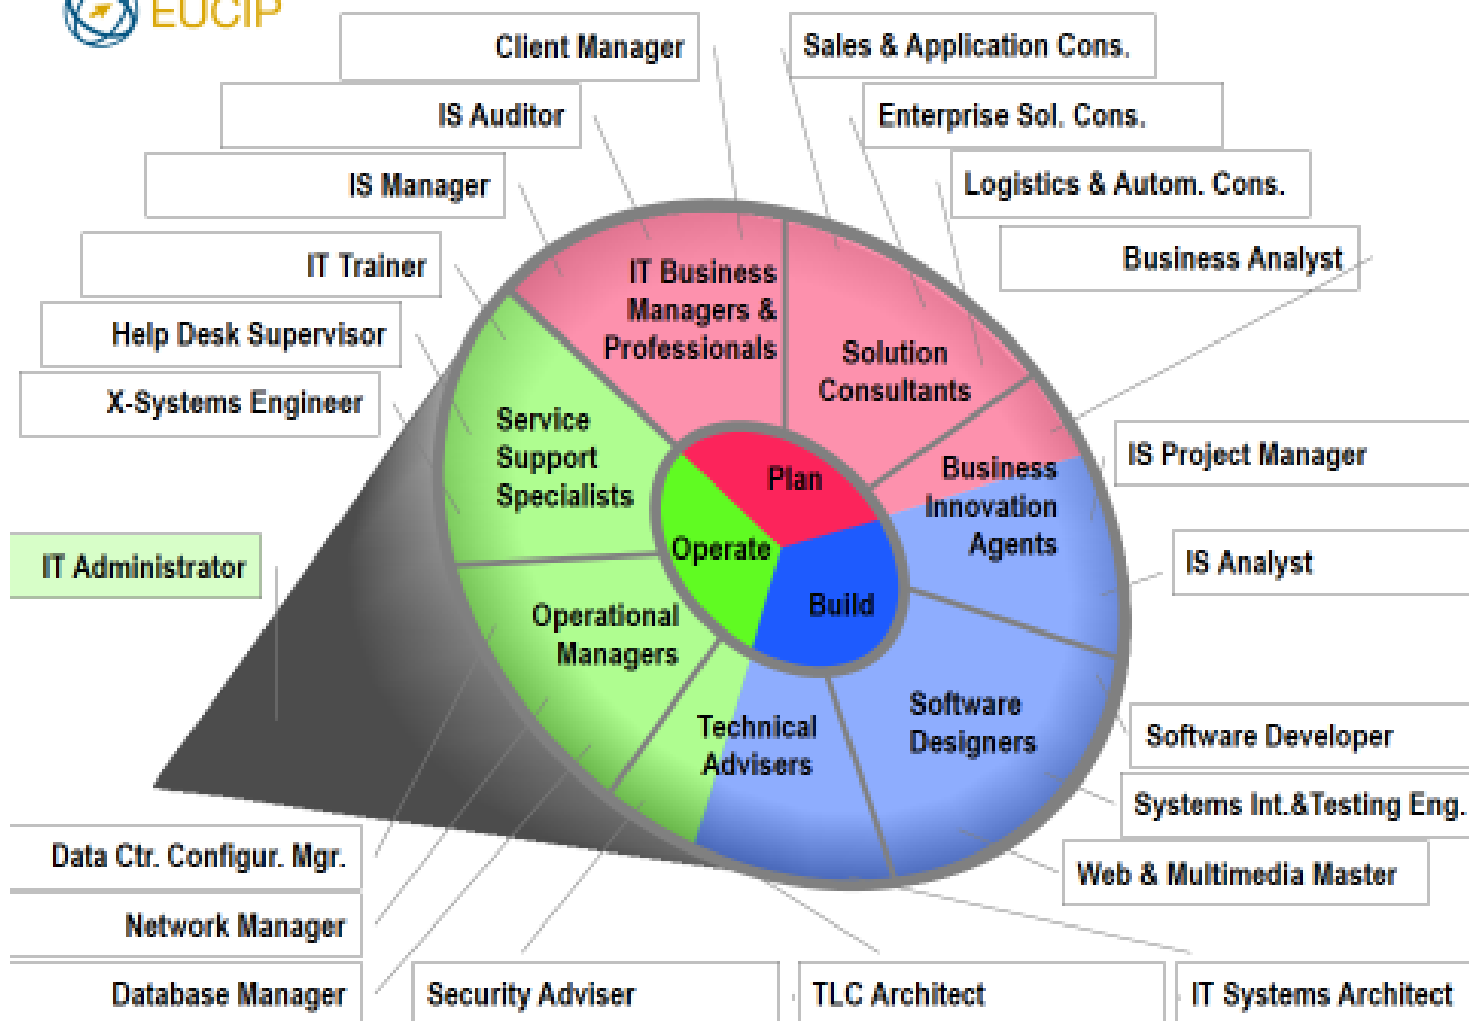 EUCIP
Client Manager
Sales & Application Cons.
IS Auditor
Enterprise Sol. Cons.
IS Manager
Logistics & Autom. Cons.
IT Trainer
Business Analyst
Help Desk Supervisor
X-Systems Engineer
IT Business
Managers &
Professionals
Solution
Consultants
Service
Support
Specialists
Plan
Business
Innovation
Agents
IS Project Manager
Operate
Build
IS Analyst
IT Administrator
Operational
Managers
Technical
Advisers
Software
Designers
Software Developer
Systems Int.&Testing Eng.
Web & Multimedia Master
Data Ctr. Configur. Mgr.
Network Manager
Database Manager
Security Adviser
TLC Architect
IT Systems Architect